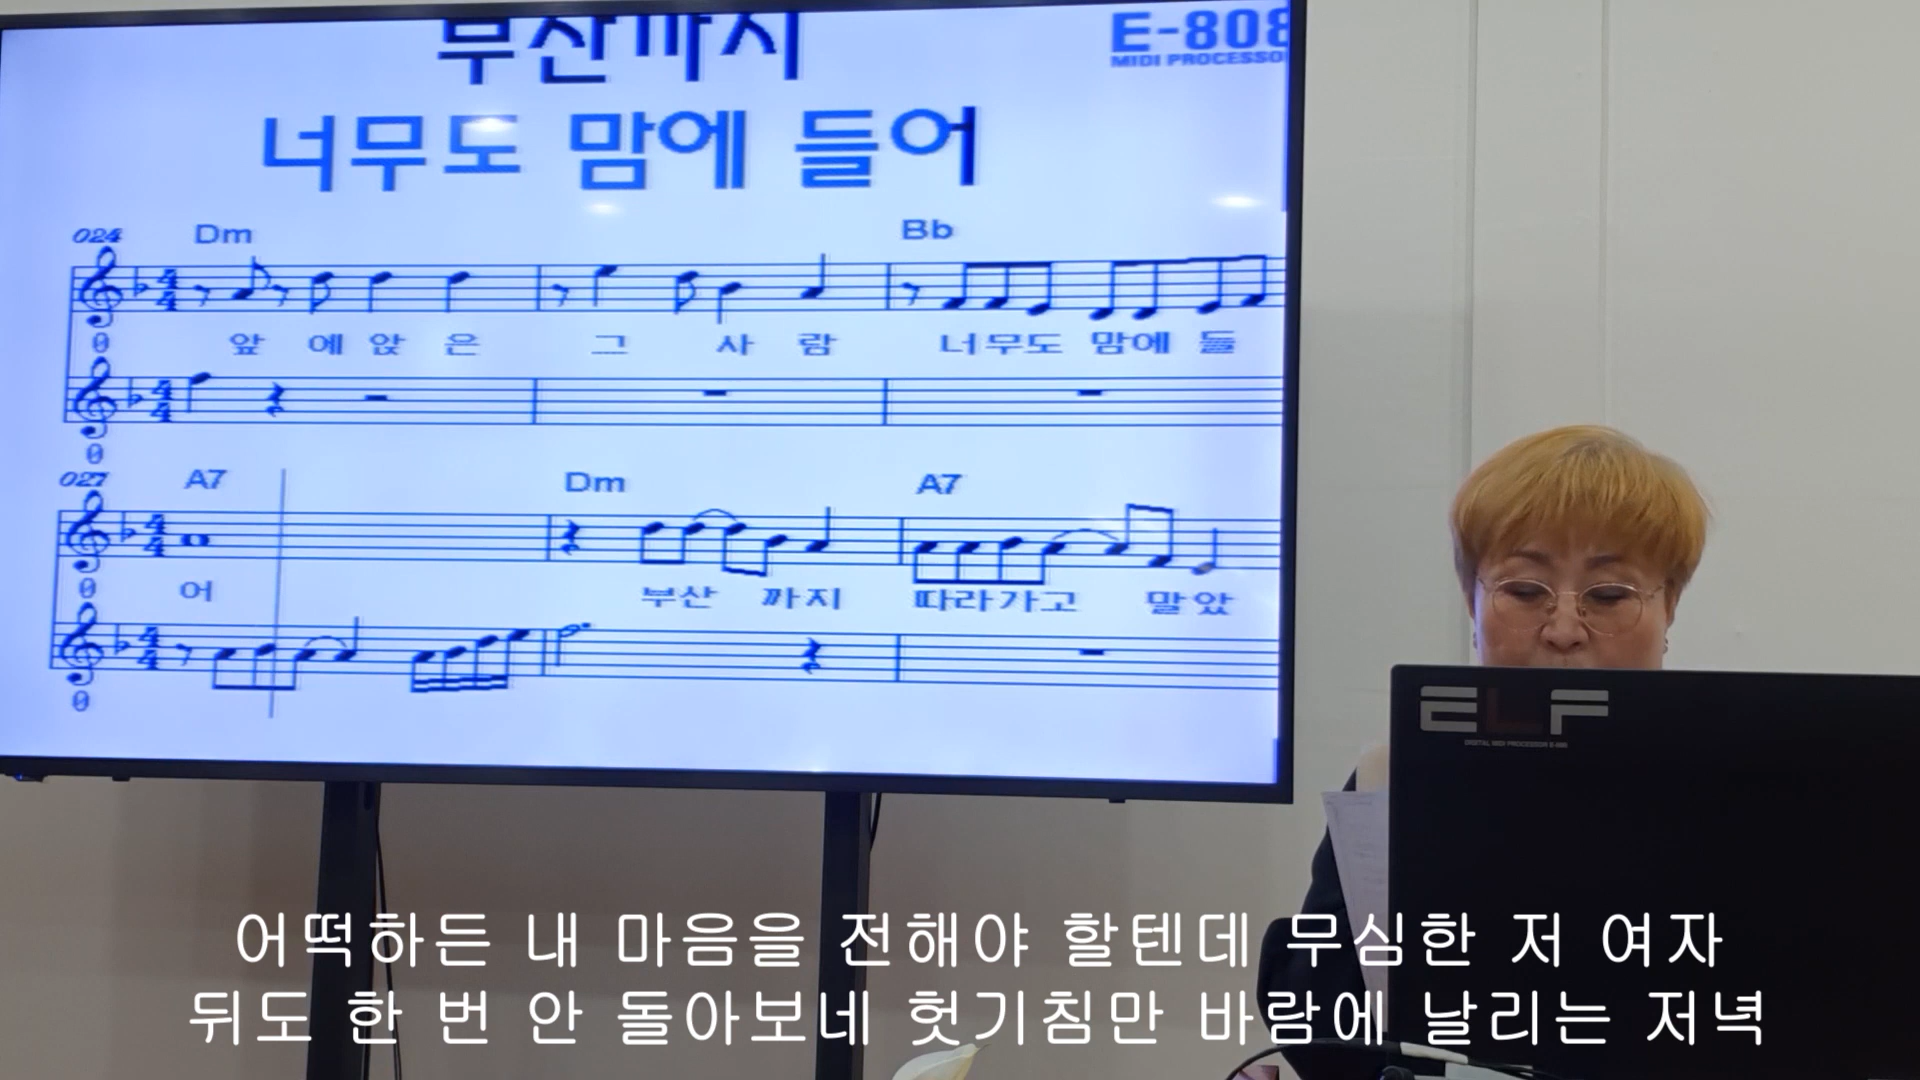 부산까지
E-808
MIDI PROCESSO
너무도 맘에 들어
024 Dm Bb
앞에앉은 그 사람 너무도 맘에 들
027 A7 Dm A7
어 부산 까지 따라가고 말았
ELF
DIGITAL MIDI PROCESSOR E-808
어떡하든 내 마음을 전해야 할텐데 무심한 저 여자
뒤도 한 번 안 돌아보네 헛기침만 바람에 날리는 저녁